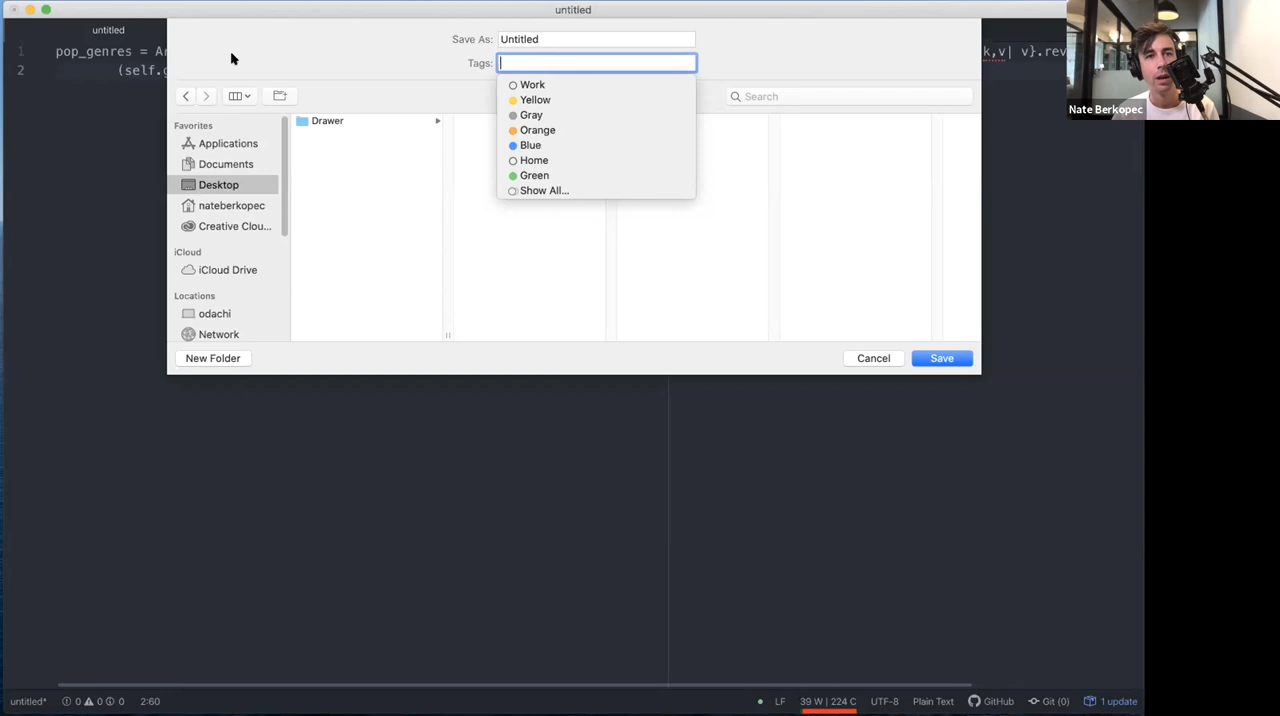 untitled
untitled
1 pop_genres = A
k,v| v}.rev
2 (self.g
Save As: Untitled
Tags:
Work
Yellow
Gray
Orange
Blue
Home
Green
Show All...
Search
Favorites
Applications
Documents
Desktop
nateberkopec
Creative Clou...
iCloud
iCloud Drive
Locations
odachi
Network
Drawer
New Folder
Cancel
Save
Nate Berkopec
untitled* 0 0 0 2:60 LF 39 W | 224 C UTF-8 Plain Text GitHub Git (0) 1 update